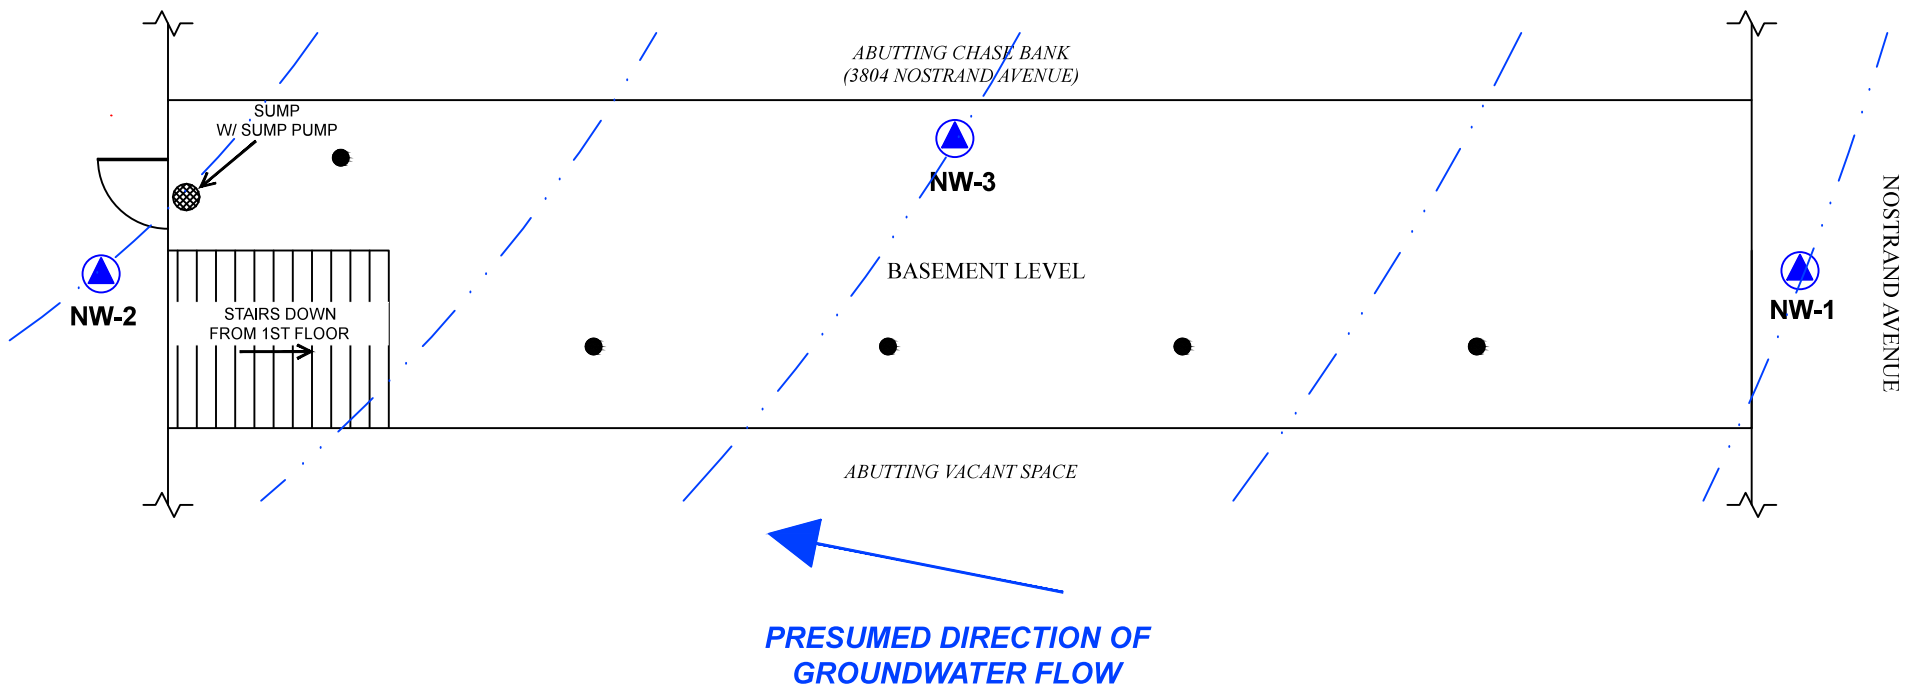 ABUTTING CHASE BANK
(3804 NOSTRAND AVENUE)
SUMP
W/ SUMP PUMP
NW-3
BASEMENT LEVEL
NW-2
STAIRS DOWN
FROM 1ST FLOOR
NW-1
NOSTRAND AVENUE
ABUTTING VACANT SPACE
PRESUMED DIRECTION OF
GROUNDWATER FLOW